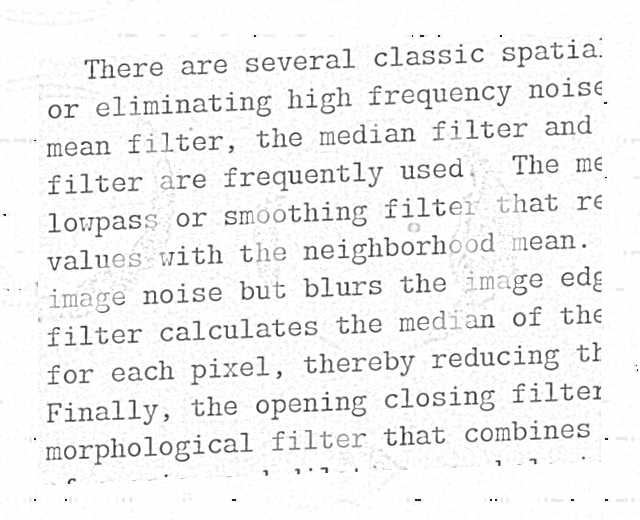 There are several classic spatial
or eliminating high frequency noise
mean filter, the median filter and
filter are frequently used. The me
lowpass or smoothing filter that re
values with the neighborhood mean.
image noise but blurs the image edg
filter calculates the median of the
for each pixel, thereby reducing th
Finally, the opening closing filter
morphological filter that combines